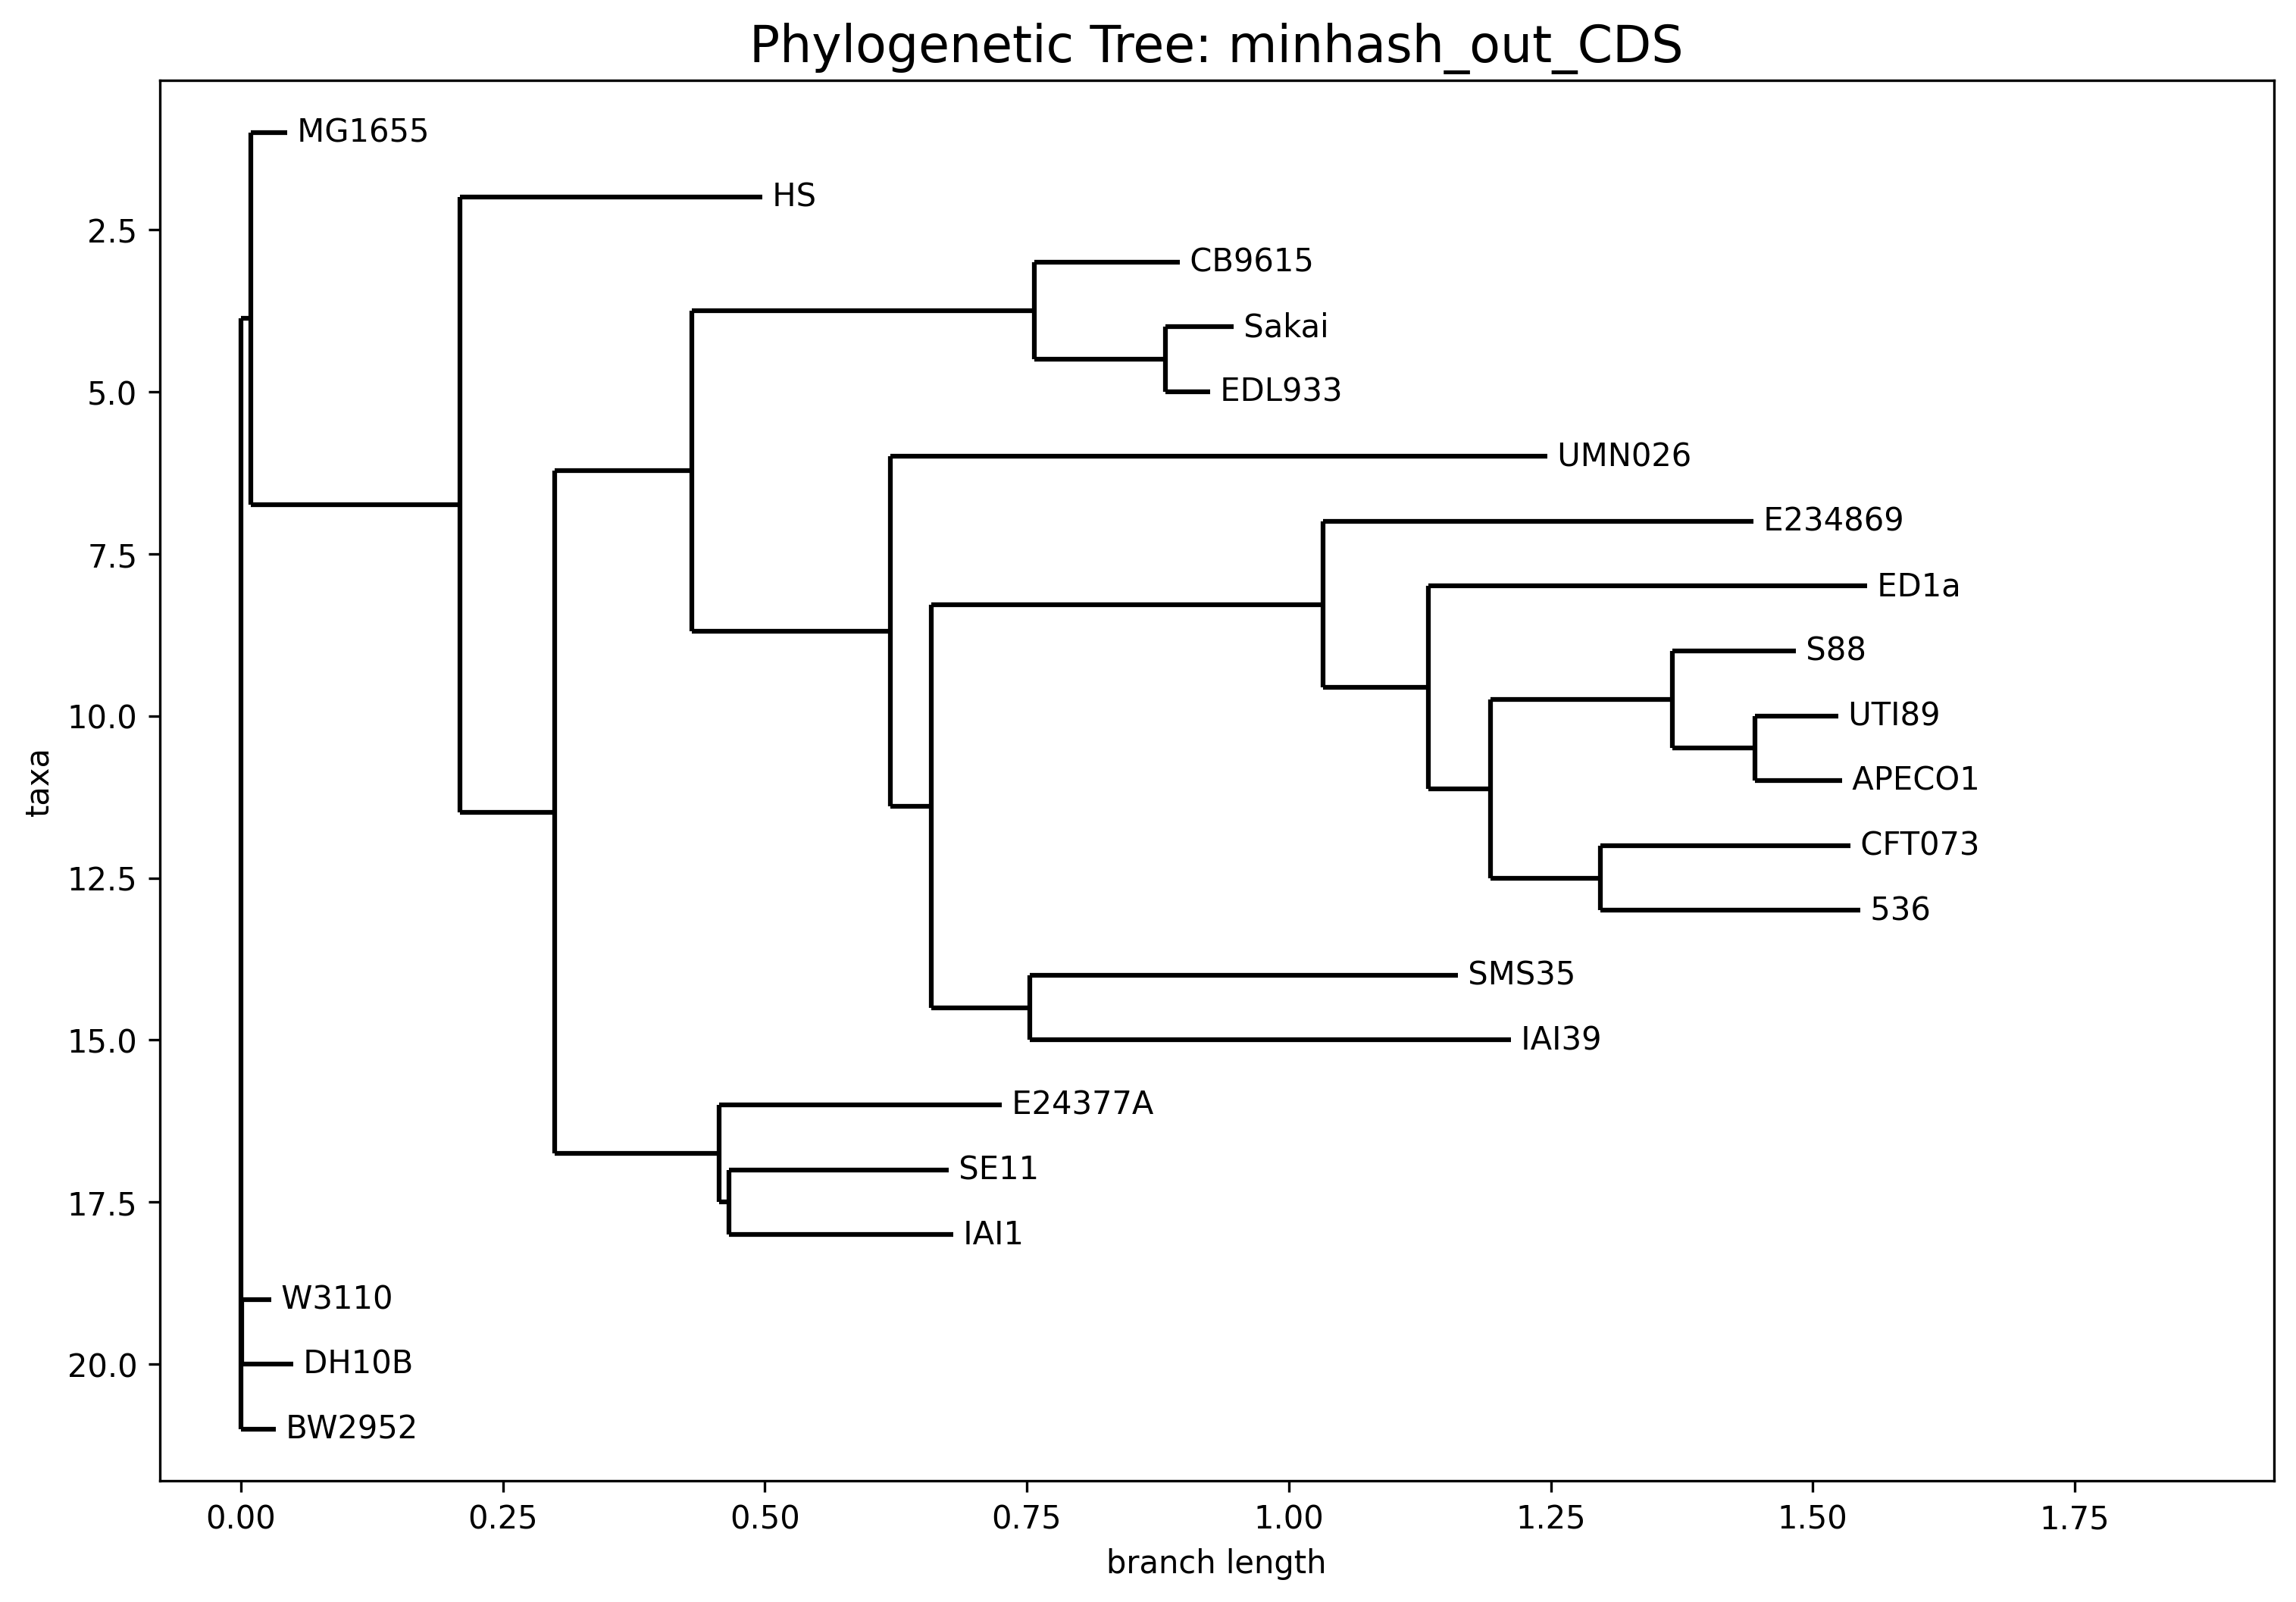 Phylogenetic Tree: minhash_out_CDS
MG1655
HS
2.5
CB9615
Sakai
5.0
EDL933
UMN026
E234869
7.5
ED1a
S88
10.0
UTI89
taxa
APECO1
CFT073
12.5
536
SMS35
15.0
IAI39
E24377A
SE11
17.5
IAI1
W3110
20.0
DH10B
BW2952
0.00 0.25 0.50 0.75 1.00 1.25 1.50 1.75
branch length